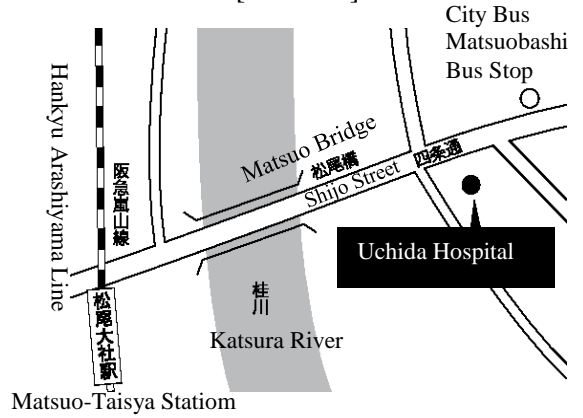 City Bus
Matsuobashi
Bus Stop
Hankyu Arashiyama Line
阪急嵐山線
Matsuo Bridge
松尾橋
四条通
Shijo Street
Uchida Hospital
桂川
Katsura River
松尾大社駅
Matsuo-Taisya Statiom